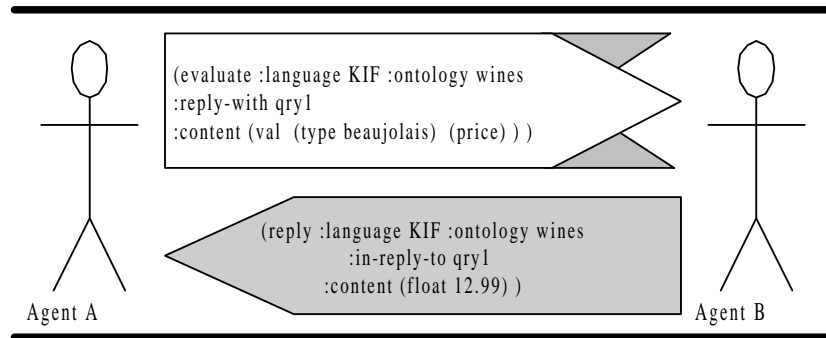 (evaluate :language KIF :ontology wines
:reply-with qry1
:content (val (type beaujolais) (price) ) )
(reply :language KIF :ontology wines
:in-reply-to qry1
:content (float 12.99) )
Agent A
Agent B